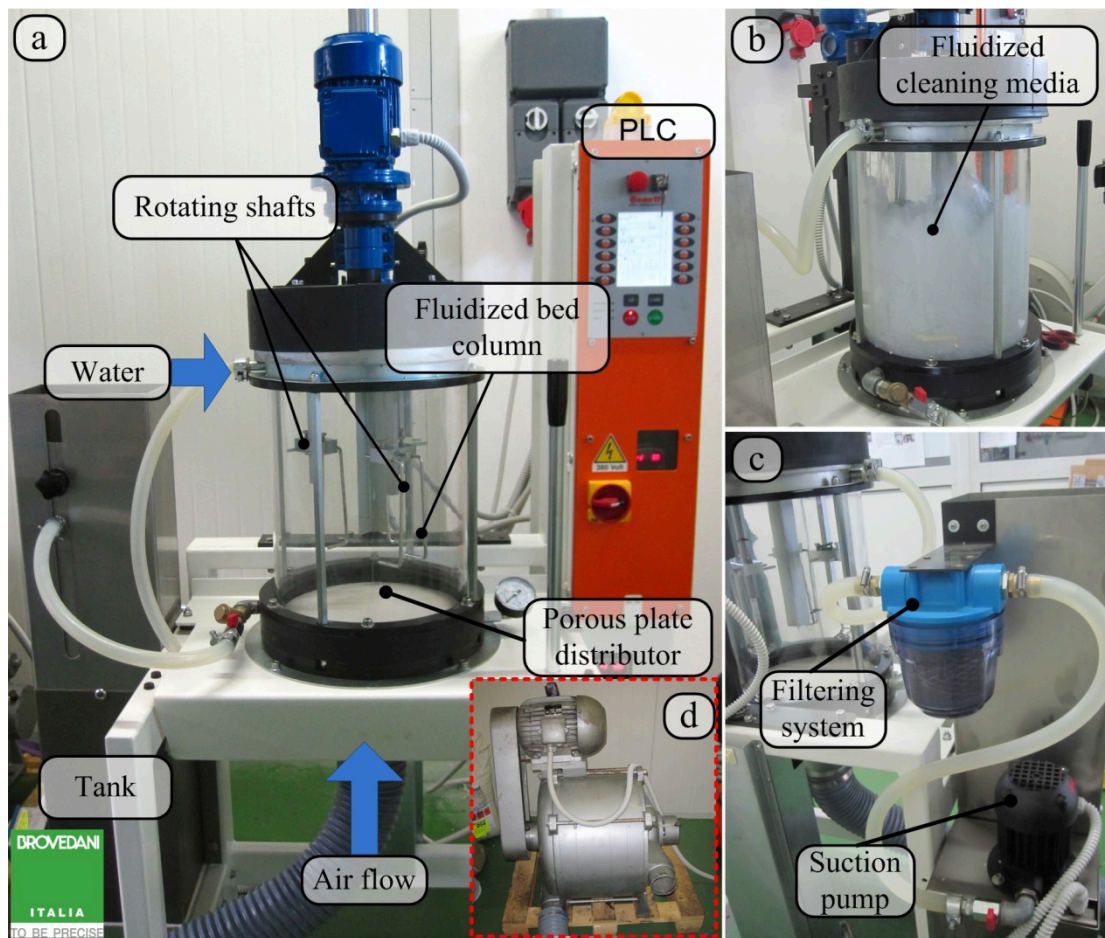 a
PLC
Rotating shafts
Fluidized bed
column
Water
380 Volt
Porous plate
distributor
Tank
Air flow
BROVEDANI
ITALIA
TO BE PRECISE
b
Fluidized
cleaning media
c
Filtering
system
Suction
pump
d